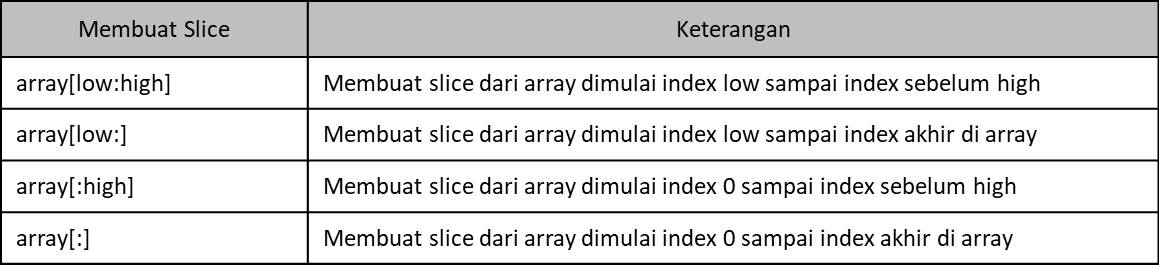 Membuat Slice Keterangan
array[low:high] Membuat slice dari array dimulai index low sampai index sebelum high
array[low:] Membuat slice dari array dimulai index low sampai index akhir di array
array[:high] Membuat slice dari array dimulai index 0 sampai index sebelum high
array[:] Membuat slice dari array dimulai index 0 sampai index akhir di array